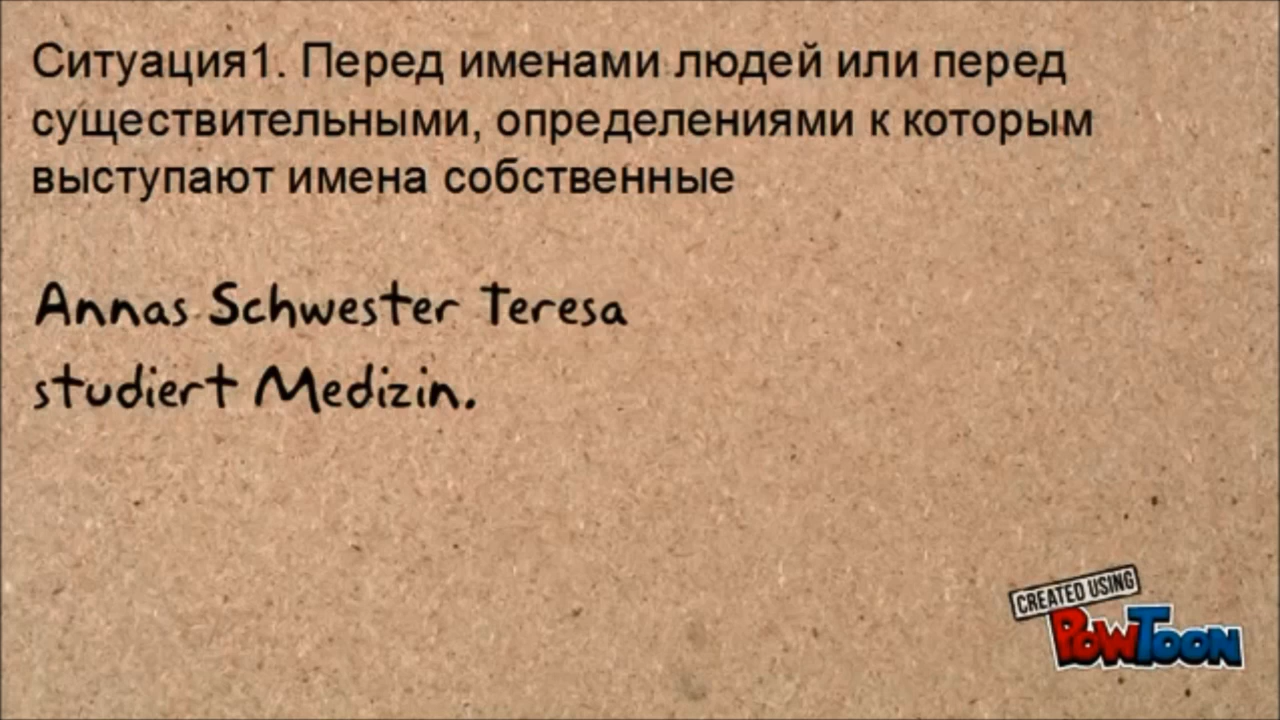 Ситуация1. Перед именами людей или перед
существительными, определениями к которым
выступают имена собственные
Annas Schwester Teresa
studiert Medizin.
CREATED USING
POWTOON